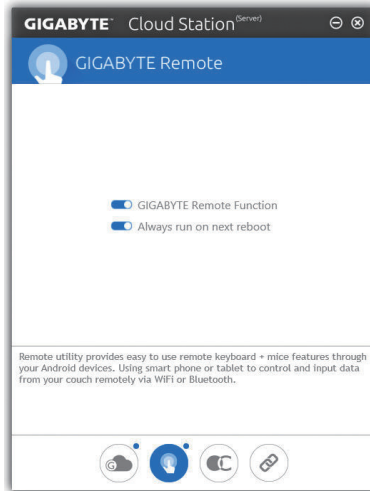 GIGABYTE™ Cloud Station(Server)
GIGABYTE Remote
GIGABYTE Remote Function
Always run on next reboot
Remote utility provides easy to use remote keyboard + mice features through
your Android devices. Using smart phone or tablet to control and input data
from your couch remotely via WiFi or Bluetooth.
G